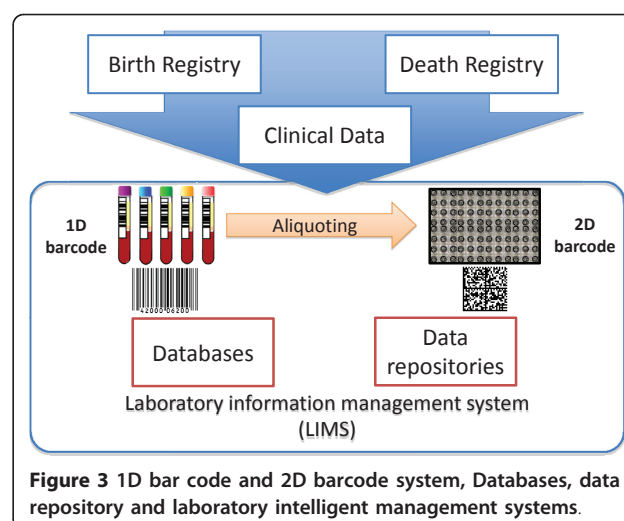 Birth Registry
Death Registry
Clinical Data
1D
barcode
Aliquoting
2D
barcode
42000 06200
Databases
Data
repositories
Laboratory information management system
(LIMS)
Figure 3 1D bar code and 2D barcode system, Databases, data
repository and laboratory intelligent management systems.